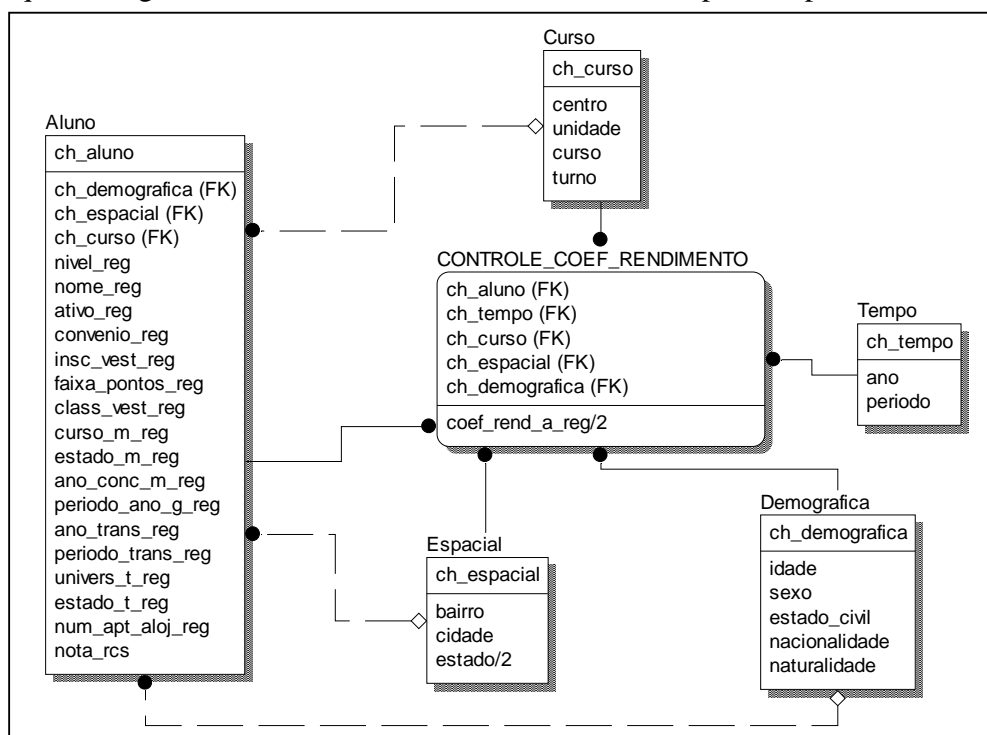 Curso
ch_curso
centro
unidade
curso
turno
Aluno
ch_aluno
ch_demografica (FK)
ch_espacial (FK)
ch_curso (FK)
nivel_reg
nome_reg
ativo_reg
convenio_reg
insc_vest_reg
faixa_pontos_reg
class_vest_reg
curso_m_reg
estado_m_reg
ano_conc_m_reg
periodo_ano_g_reg
ano_trans_reg
periodo_trans_reg
univers_t_reg
estado_t_reg
num_apt_aloj_reg
nota_rcs
CONTROLE_COEF_RENDIMENTO
ch_aluno (FK)
ch_tempo (FK)
ch_curso (FK)
ch_espacial (FK)
ch_demografica (FK)
coef_rend_a_reg/2
Tempo
ch_tempo
ano
periodo
Espacial
ch_espacial
bairro
cidade
estado/2
Demografica
ch_demografica
idade
sexo
estado_civil
nacionalidade
naturalidade